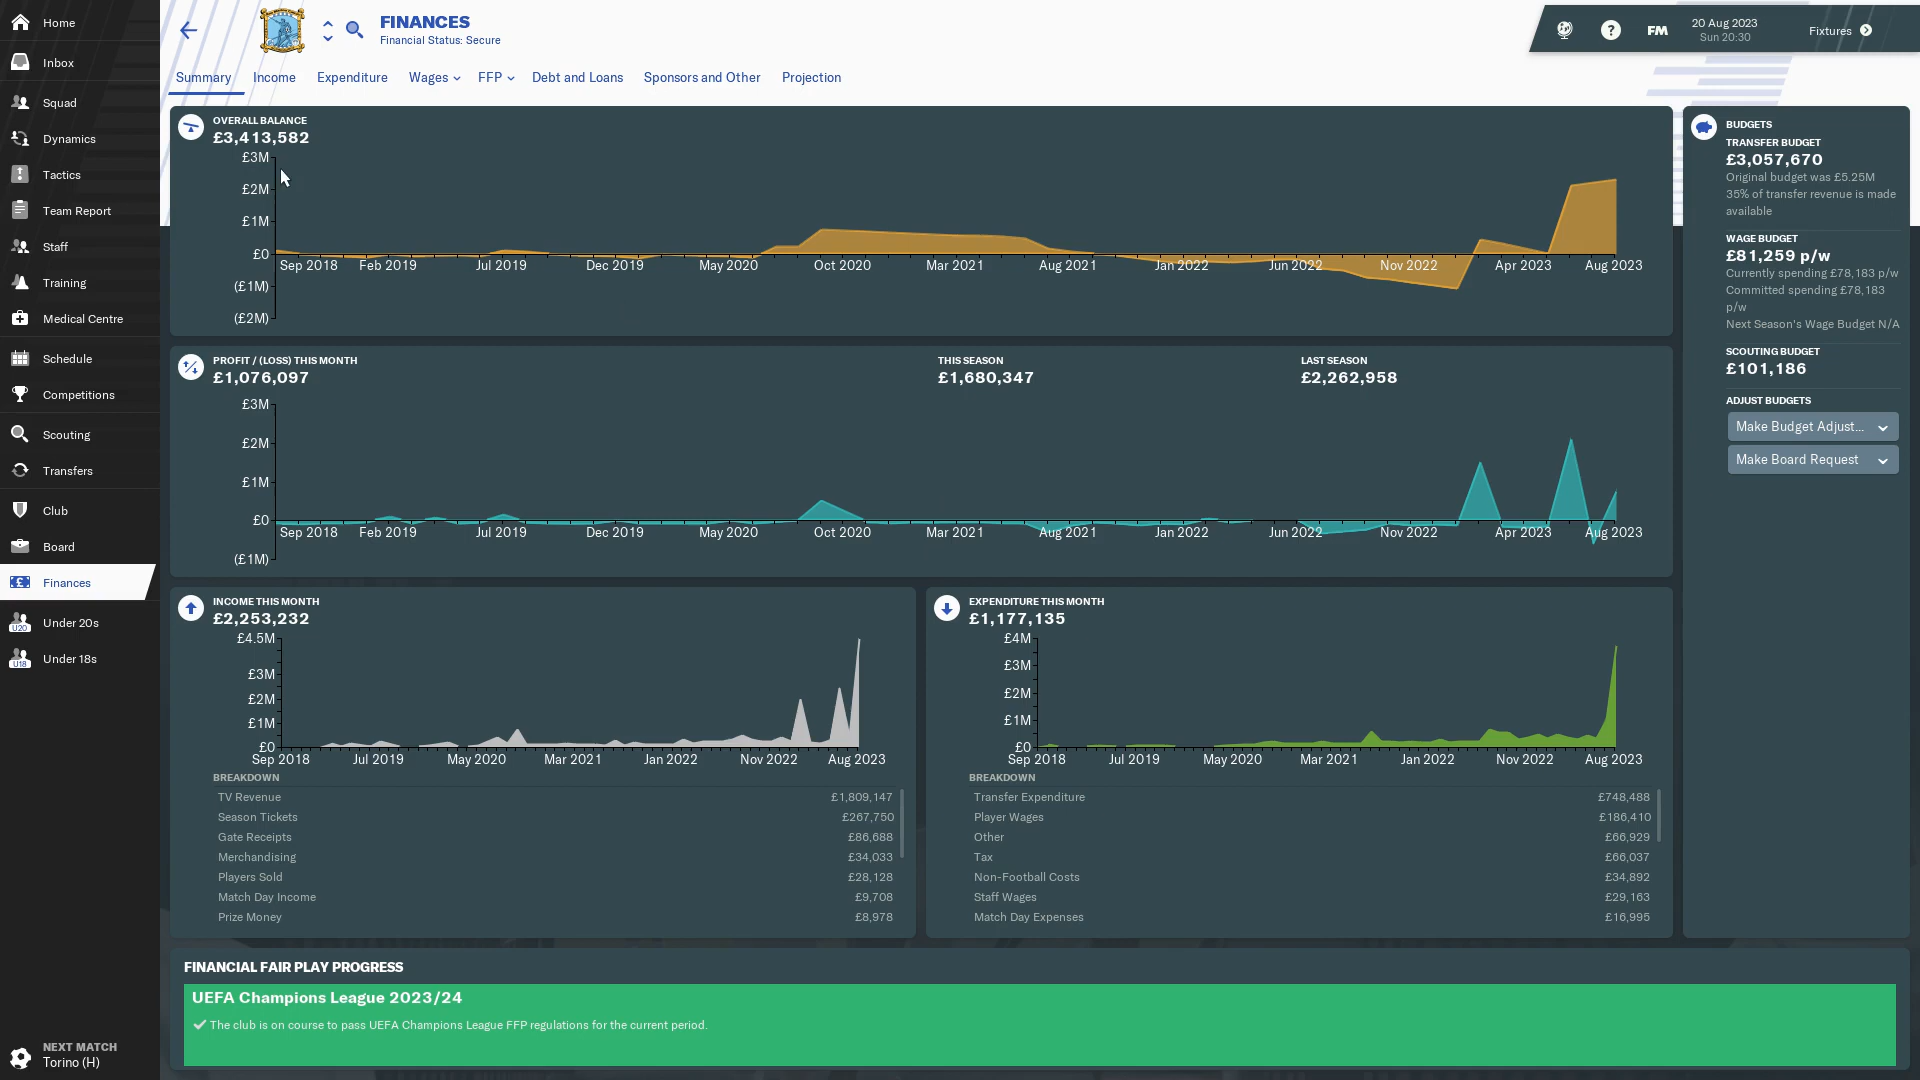 Home
Inbox
Squad
Dynamics
Tactics
Team Report
Staff
Training
Medical Centre
Schedule
Competitions
Scouting
Transfers
Club
Board
Finances
U20
Under 20s
U18
Under 18s
NEXT MATCH
Torino (H)
FINANCES
Financial Status: Secure
?
FM
20 Aug 2023
Sun 20:30
Fixtures
Summary Income Expenditure Wages FFP Debt and Loans Sponsors and Other Projection
OVERALL BALANCE
£3,413,582
£3M
£2M
£1M
£0
(£1M)
(£2M)
Sep 2018 Feb 2019 Jul 2019 Dec 2019 May 2020 Oct 2020 Mar 2021 Aug 2021 Jan 2022 Jun 2022 Nov 2022 Apr 2023 Aug 2023
PROFIT / (LOSS) THIS MONTH
£1,076,097
THIS SEASON
£1,680,347
LAST SEASON
£2,262,958
£3M
£2M
£1M
£0
(£1M)
Sep 2018 Feb 2019 Jul 2019 Dec 2019 May 2020 Oct 2020 Mar 2021 Aug 2021 Jan 2022 Jun 2022 Nov 2022 Apr 2023 Aug 2023
INCOME THIS MONTH
£2,253,232
£4.5M
£3M
£2M
£1M
£0
Sep 2018 Jul 2019 May 2020 Mar 2021 Jan 2022 Nov 2022 Aug 2023
BREAKDOWN
TV Revenue £1,809,147
Season Tickets £267,750
Gate Receipts £86,688
Merchandising £34,033
Players Sold £28,128
Match Day Income £9,708
Prize Money £8,978
EXPENDITURE THIS MONTH
£1,177,135
£4M
£3M
£2M
£1M
£0
Sep 2018 Jul 2019 May 2020 Mar 2021 Jan 2022 Nov 2022 Aug 2023
BREAKDOWN
Transfer Expenditure £748,488
Player Wages £186,410
Other £66,929
Tax £66,037
Non-Football Costs £34,892
Staff Wages £29,163
Match Day Expenses £16,995
BUDGETS
TRANSFER BUDGET
£3,057,670
Original budget was £5.25M
35% of transfer revenue is made
available
WAGE BUDGET
£81,259 p/w
Currently spending £78,183 p/w
Committed spending £78,183
p/w
Next Season's Wage Budget N/A
SCOUTING BUDGET
£101,186
ADJUST BUDGETS
Make Budget Adjust...
Make Board Request
FINANCIAL FAIR PLAY PROGRESS
UEFA Champions League 2023/24
The club is on course to pass UEFA Champions League FFP regulations for the current period.